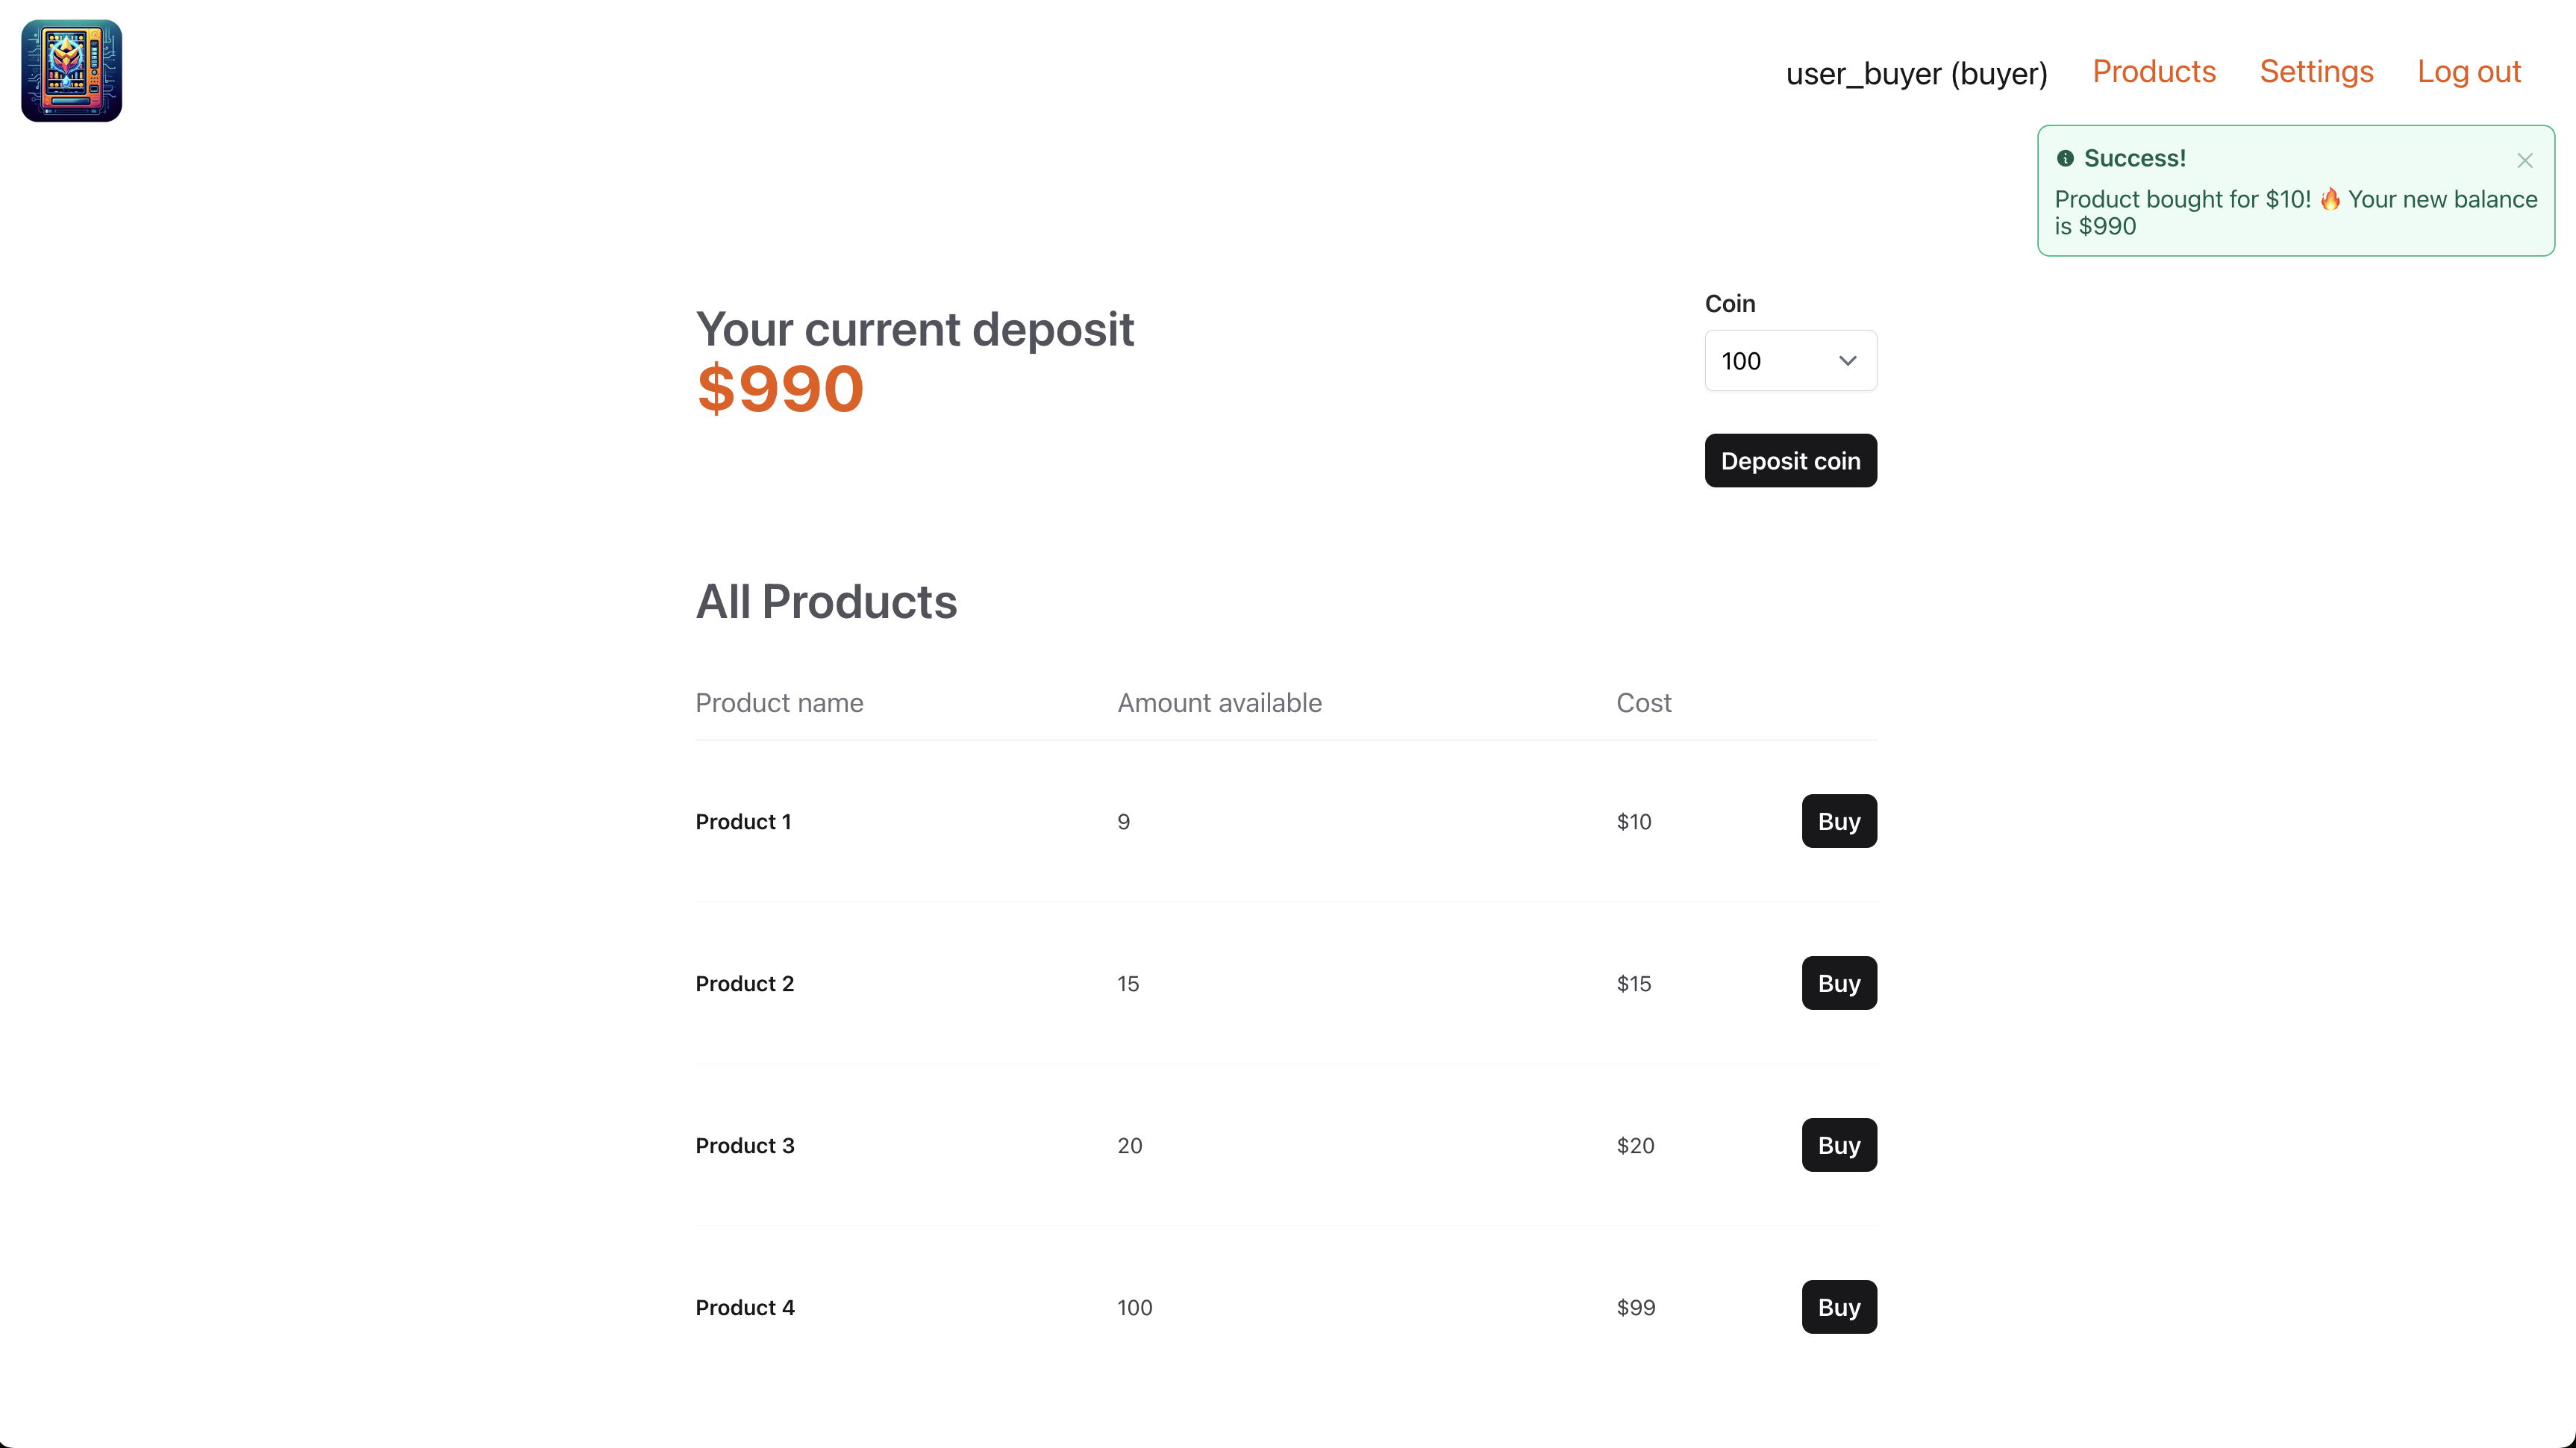 user_buyer (buyer) Products Settings Log out
Success!
Product bought for $10! 🔥 Your new balance
is $990
Your current deposit
$990
Coin
100
Deposit coin
All Products
Product name Amount available Cost
Product 1 9 $10 Buy
Product 2 15 $15 Buy
Product 3 20 $20 Buy
Product 4 100 $99 Buy